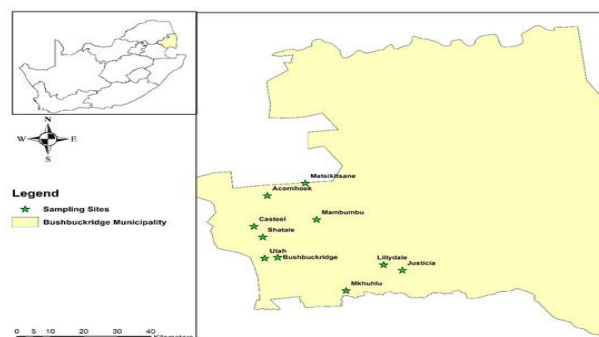 N
W E
S
Legend
Sampling Sites
Bushbuckridge Municipality
0 5 10 20 30 40
Kilometers
Matsikitsane
Acornhoek
Mambumbu
Casteel
Shatale
Utah
Bushbuckridge
Lillydale
Justicia
Mkhuhlu